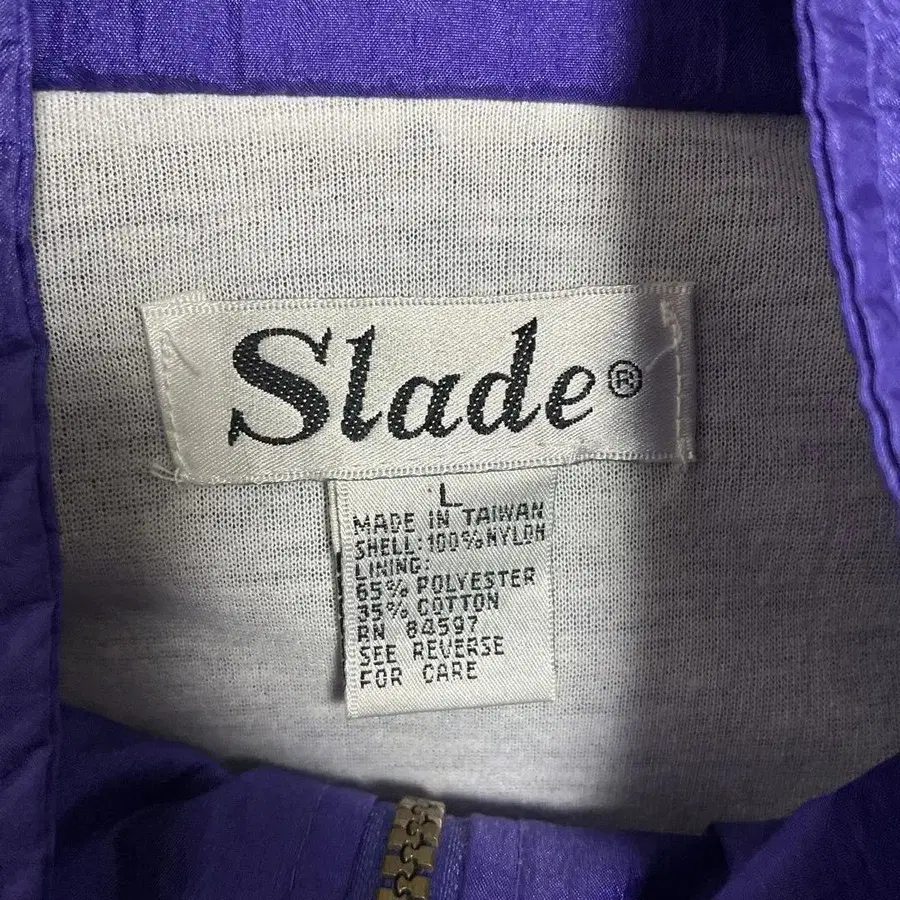 Slade®
L
MADE IN TAIWAN
SHELL: 100% NYLON
LINING:
65% POLYESTER
35% COTTON
RN 84597
SEE REVERSE
FOR CARE